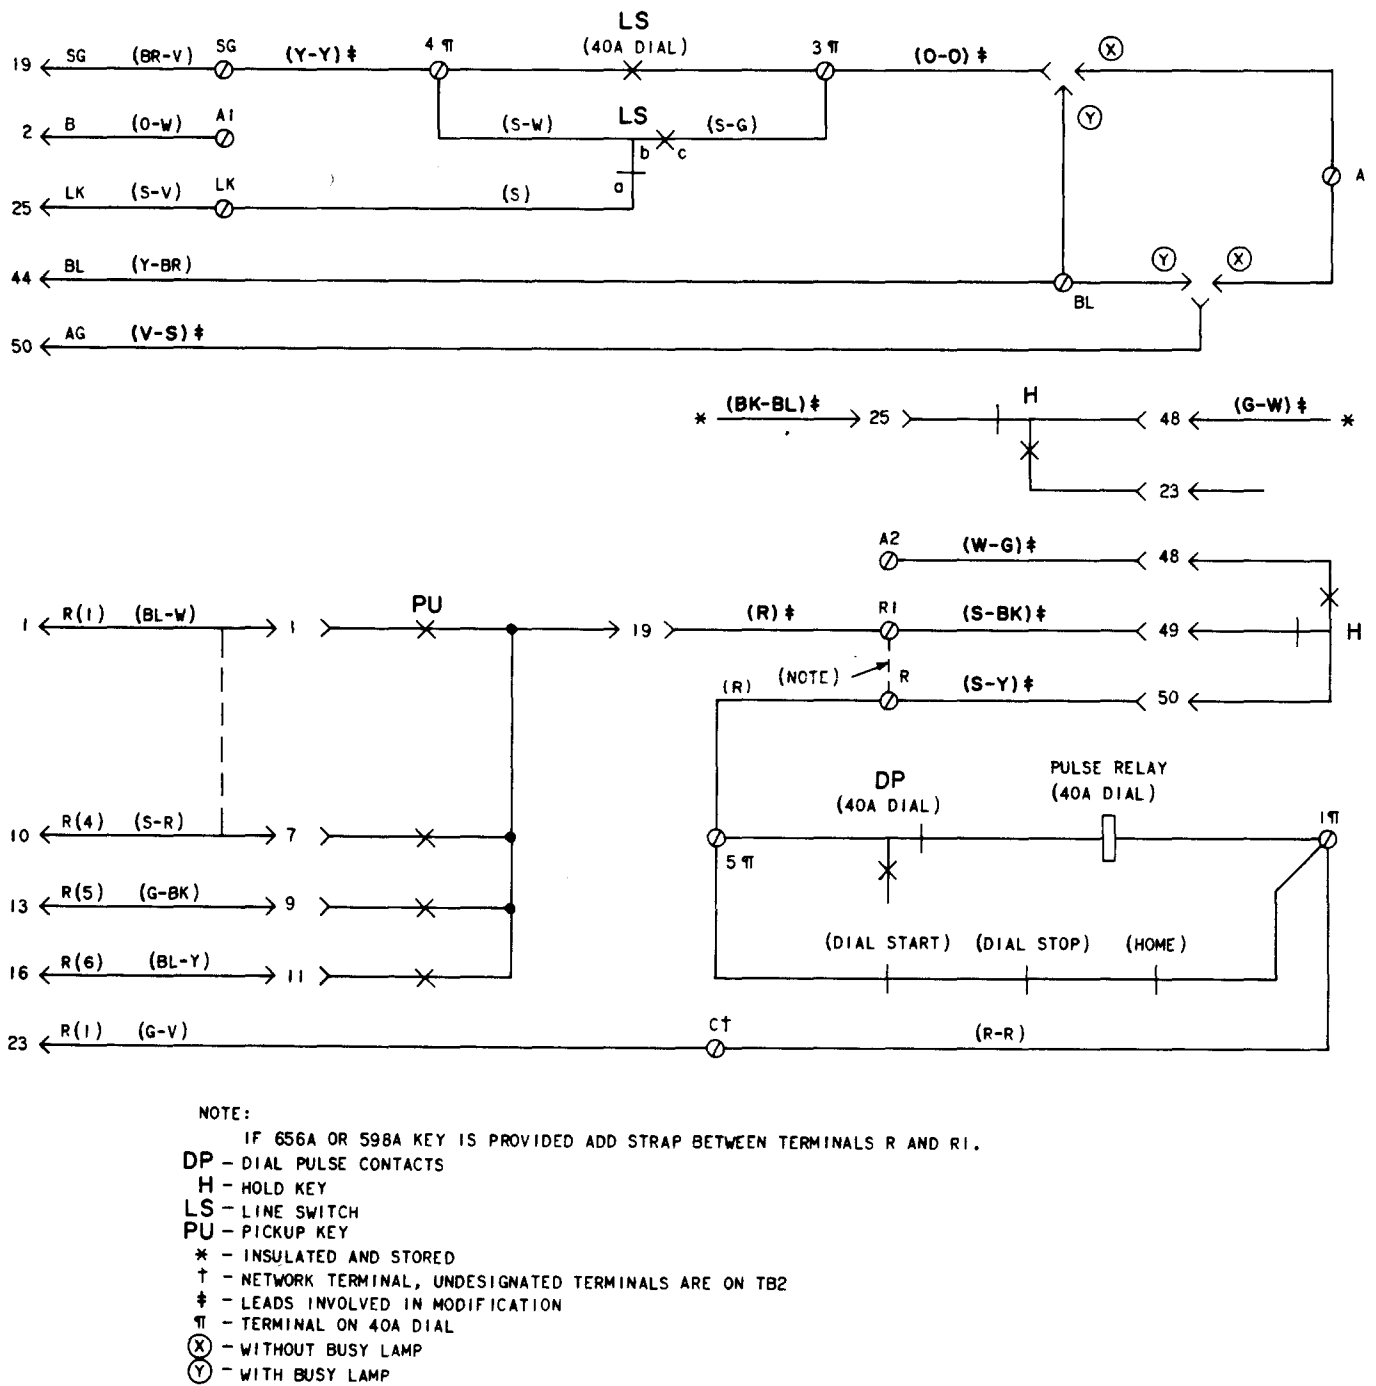 LS
(40A DIAL)
19 SG (BR-V) SG (Y-Y)⧧ 4¶ 3¶ (O-O)⧧ X
2 B (O-W) A1 (S-W) LS (S-G) Y
b c
a
A
25 LK (S-V) LK (S)
44 BL (Y-BR) Y X
BL
50 AG (V-S)⧧
* (BK-BL)⧧ 25 H 48 (G-W)⧧ *
23
A2 (W-G)⧧ 48
1 R(1) (BL-W) 1 PU 19 (R)⧧ R1 (S-BK)⧧ 49 H
(NOTE) R
(R) (S-Y)⧧ 50
DP
(40A DIAL)
PULSE RELAY
(40A DIAL)
10 R(4) (S-R) 7 5¶ 1¶
13 R(5) (G-BK) 9
(DIAL START) (DIAL STOP) (HOME)
16 R(6) (BL-Y) 11
23 R(1) (G-V) C† (R-R)
NOTE:
IF 656A OR 598A KEY IS PROVIDED ADD STRAP BETWEEN TERMINALS R AND R1.
DP - DIAL PULSE CONTACTS
H - HOLD KEY
LS - LINE SWITCH
PU - PICKUP KEY
* - INSULATED AND STORED
† - NETWORK TERMINAL, UNDESIGNATED TERMINALS ARE ON TB2
⧧ - LEADS INVOLVED IN MODIFICATION
¶ - TERMINAL ON 40A DIAL
X - WITHOUT BUSY LAMP
Y - WITH BUSY LAMP